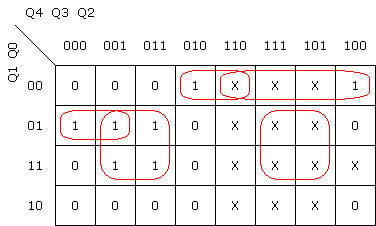 Q4 Q3 Q2
Q1 Q0
000 001 011 010 110 111 101 100
00 0 0 0 1 X X X 1
01 1 1 1 0 X X X 0
11 0 1 1 0 X X X X
10 0 0 0 0 X X X 0